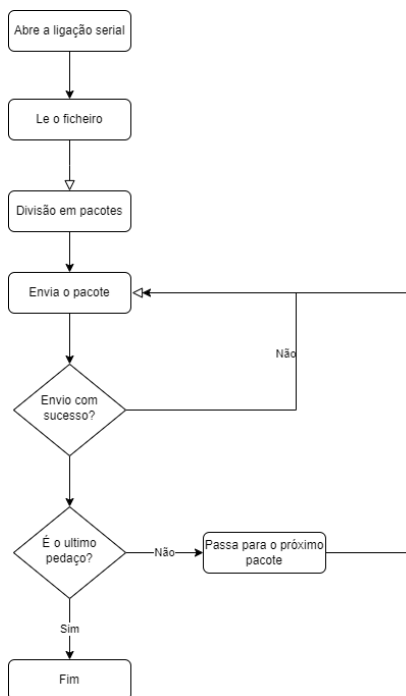 Abre a ligação serial
Le o ficheiro
Divisão em pacotes
Envia o pacote
Não
Envio com
sucesso?
É o ultimo
pedaço?
Não
Passa para o próximo
pacote
Sim
Fim